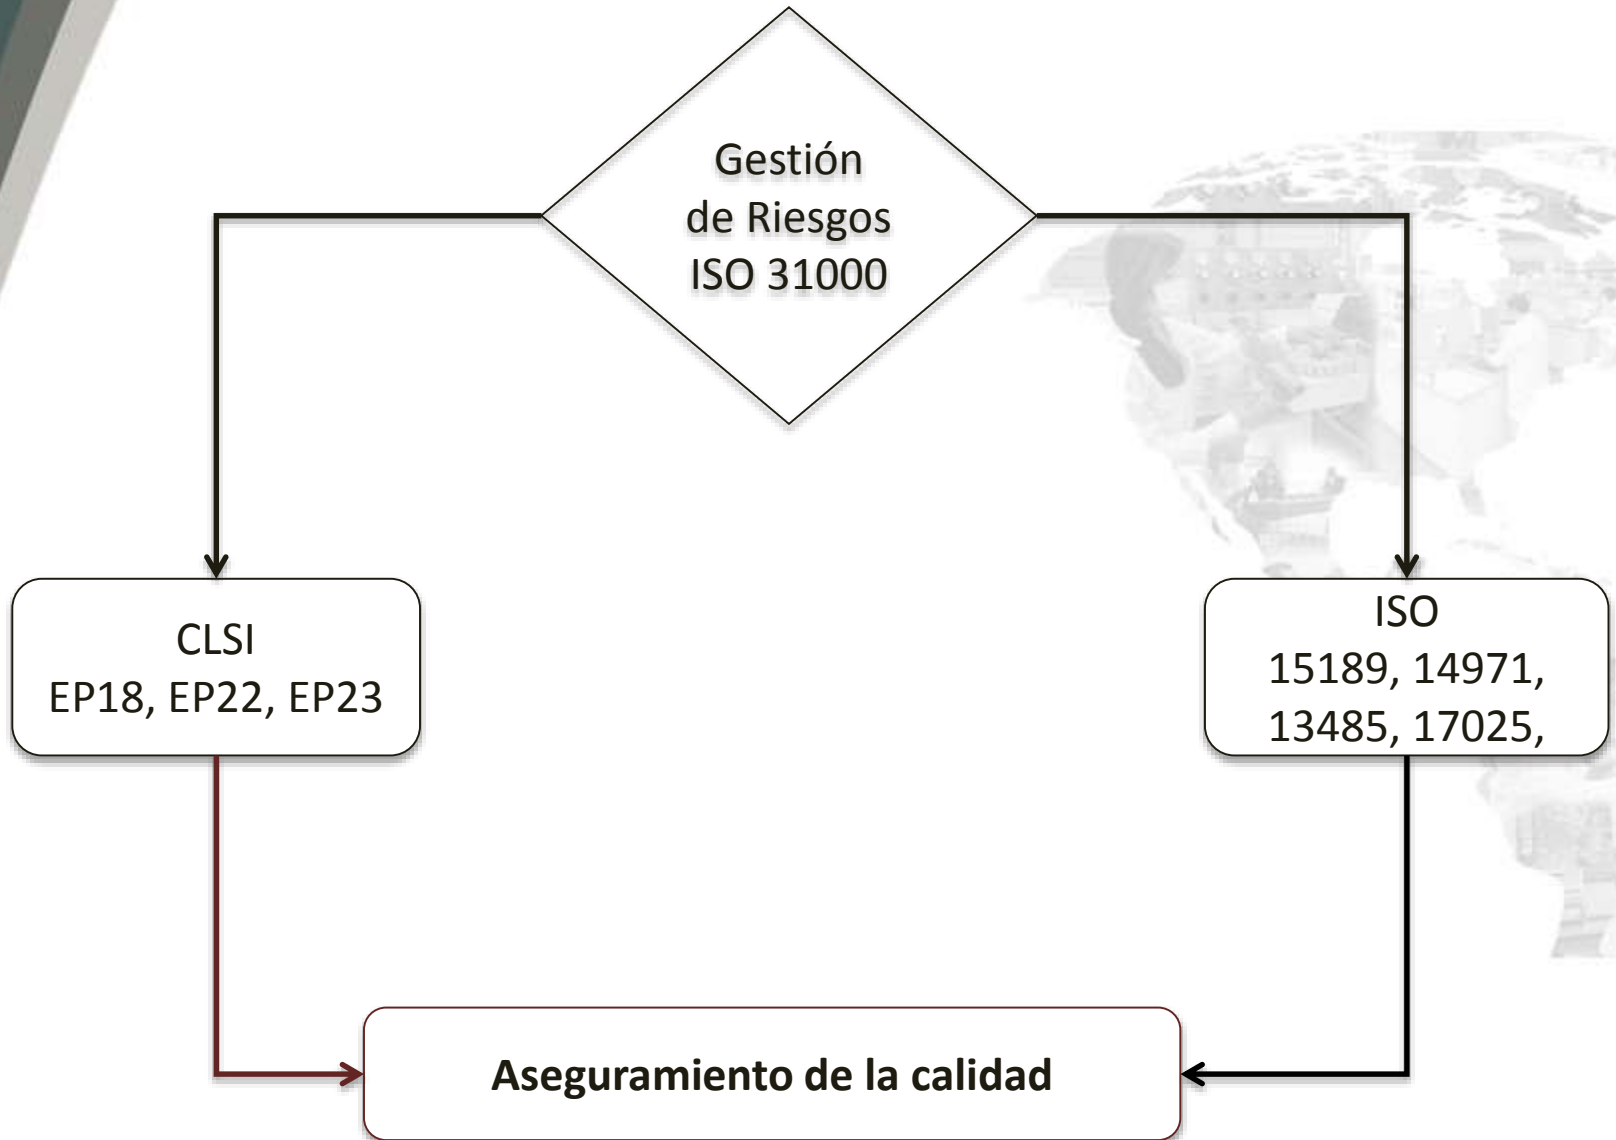 Gestión
de Riesgos
ISO 31000
CLSI
EP18, EP22, EP23
ISO
15189, 14971,
13485, 17025,
Aseguramiento de la calidad